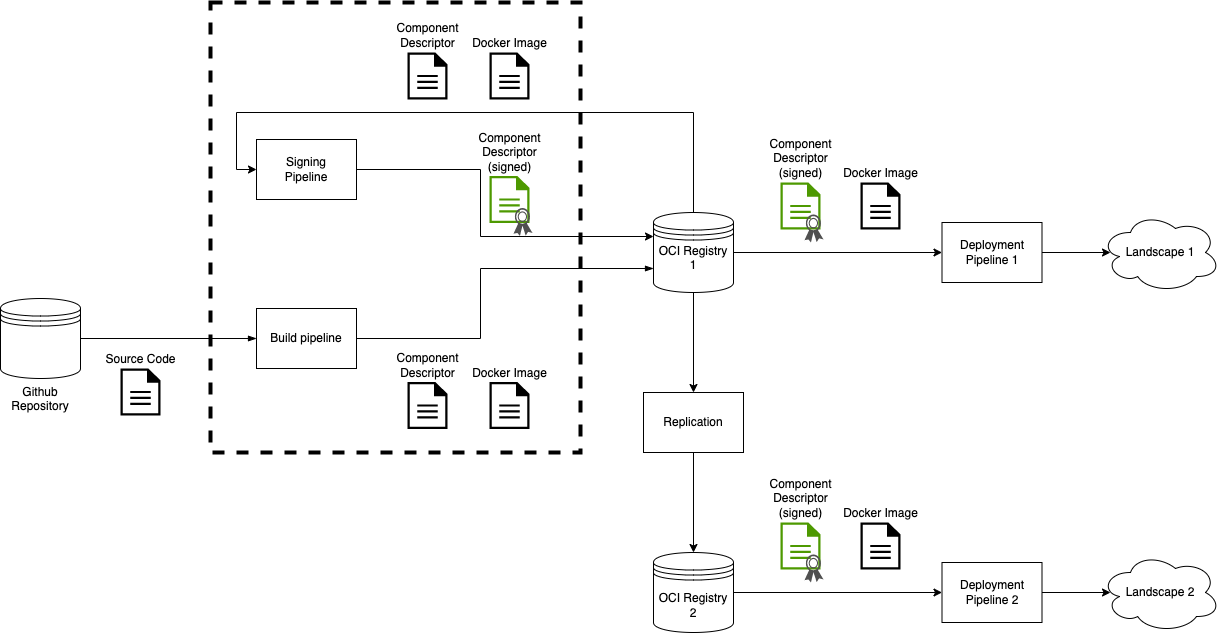 Component
Descriptor
Docker Image
Signing
Pipeline
Component
Descriptor
(signed)
Component
Descriptor
(signed)
Docker Image
OCI Registry
1
Deployment
Pipeline 1
Landscape 1
Build pipeline
Source Code
Github
Repository
Component
Descriptor
Docker Image
Replication
Component
Descriptor
(signed)
Docker Image
OCI Registry
2
Deployment
Pipeline 2
Landscape 2